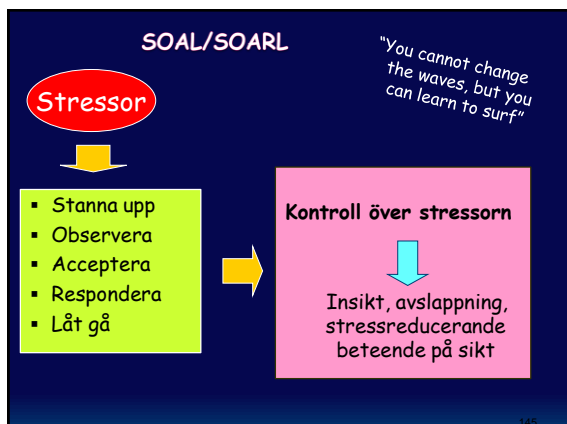 SOAL/SOARL
"You cannot change
the waves, but you
can learn to surf"
Stressor
▪ Stanna upp
▪ Observera
▪ Acceptera
▪ Respondera
▪ Låt gå
Kontroll över stressorn
Insikt, avslappning,
stressreducerande
beteende på sikt
145